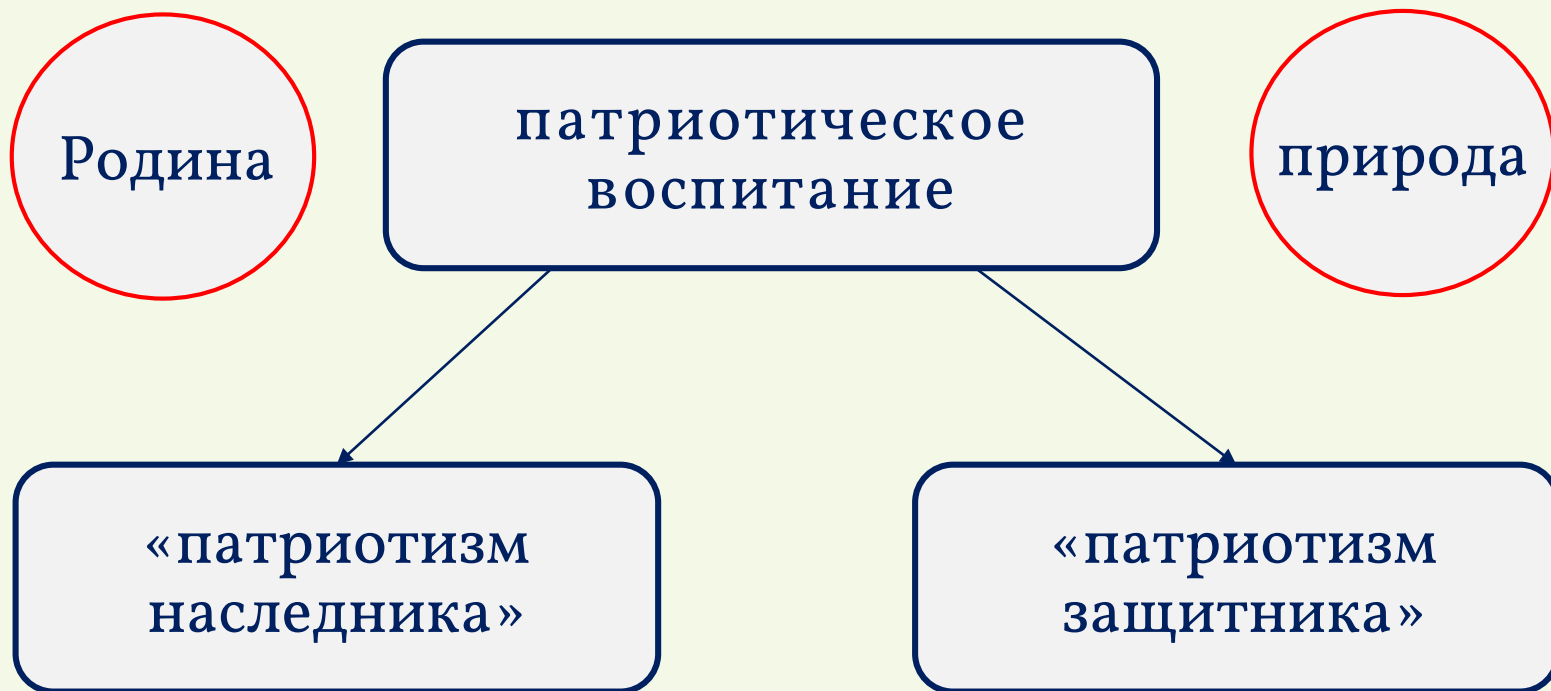 Родина
патриотическое
воспитание
природа
«патриотизм
наследника»
«патриотизм
защитника»